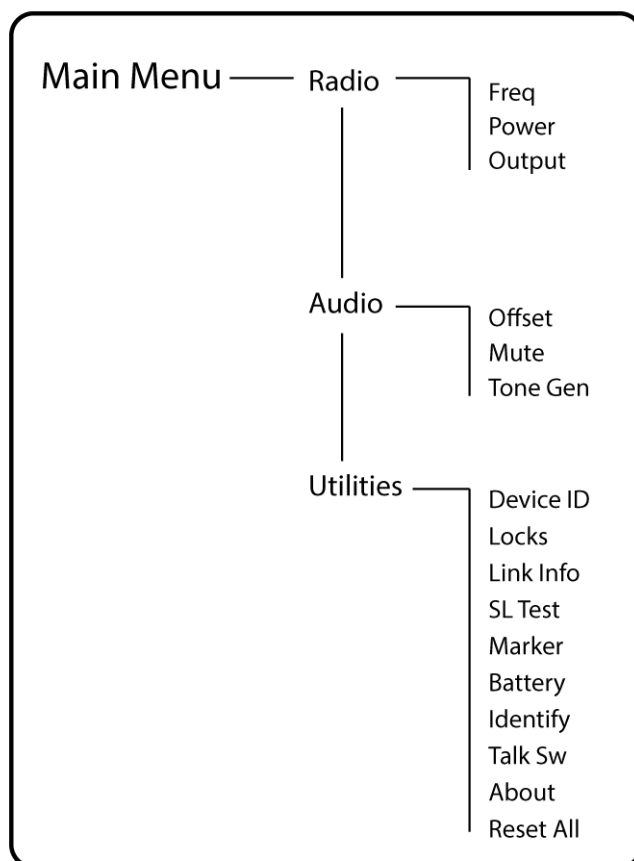 Main Menu
Radio
Freq
Power
Output
Audio
Offset
Mute
Tone Gen
Utilities
Device ID
Locks
Link Info
SL Test
Marker
Battery
Identify
Talk Sw
About
Reset All